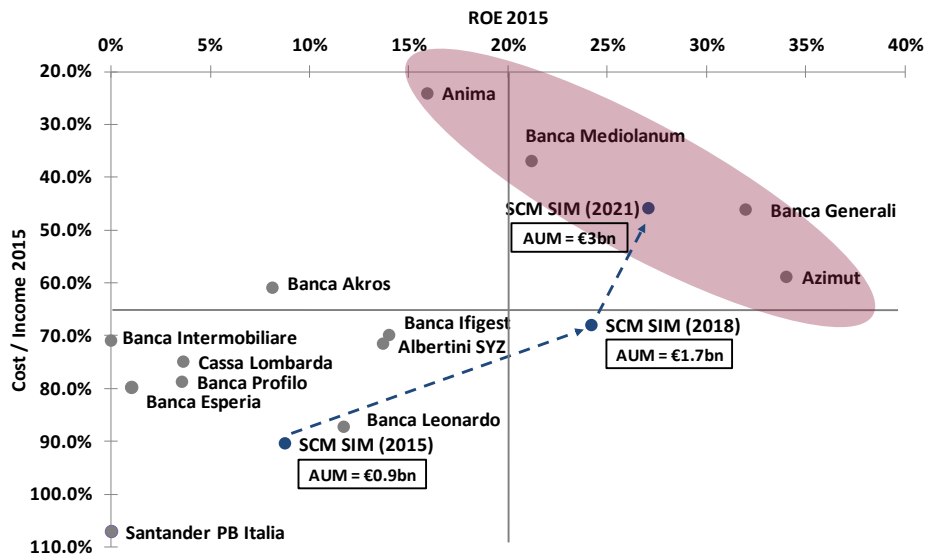 ROE 2015
0% 5% 10% 15% 20% 25% 30% 35% 40%
20.0%
30.0%
40.0%
50.0%
60.0%
70.0%
80.0%
90.0%
100.0%
110.0%
Cost / Income 2015
Anima
Banca Mediolanum
SCM SIM (2021)
Banca Generali
AUM = €3bn
Azimut
Banca Akros
Banca Ifigest
SCM SIM (2018)
Banca Intermobiliare
Albertini SYZ
AUM = €1.7bn
Cassa Lombarda
Banca Profilo
Banca Esperia
Banca Leonardo
SCM SIM (2015)
AUM = €0.9bn
Santander PB Italia